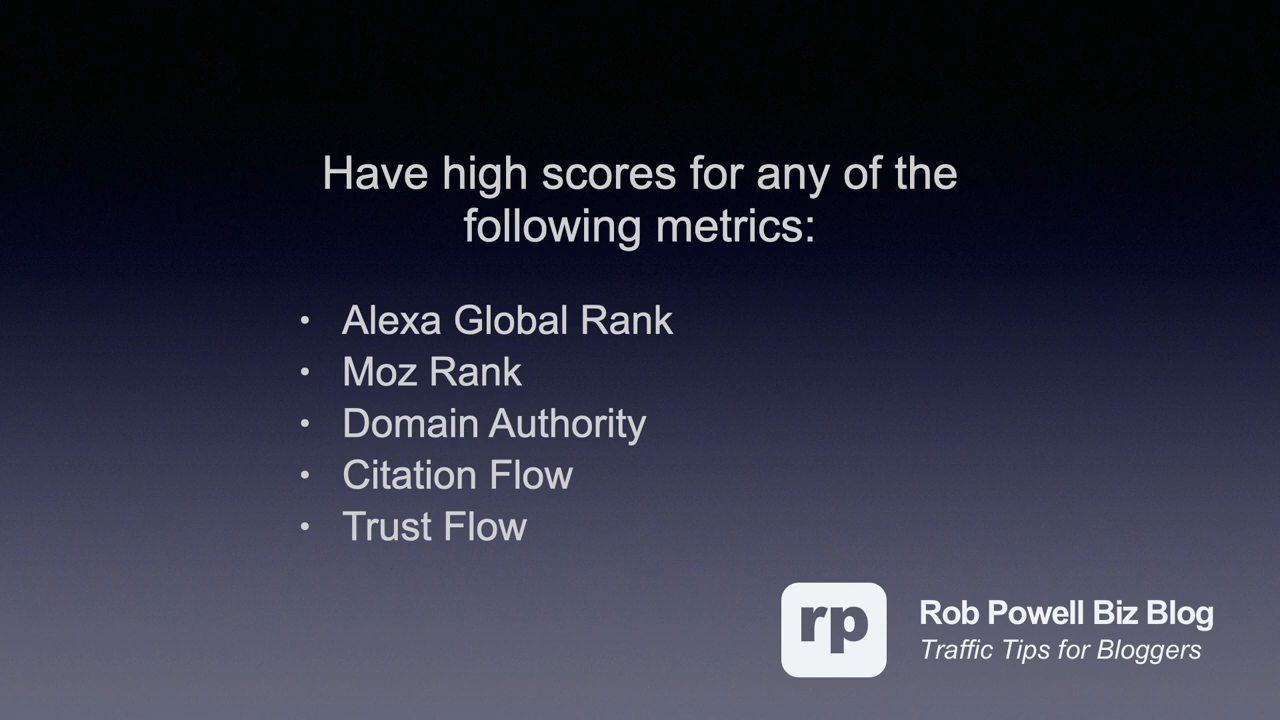 Have high scores for any of the
following metrics:
• Alexa Global Rank
• Moz Rank
• Domain Authority
• Citation Flow
• Trust Flow
rp
Rob Powell Biz Blog
Traffic Tips for Bloggers